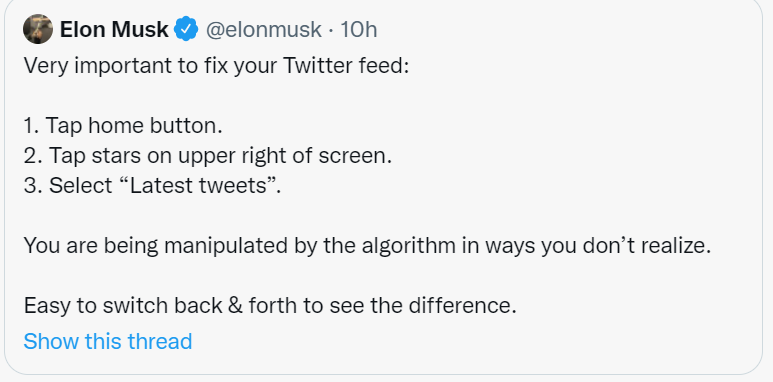 Elon Musk @elonmusk · 10h
Very important to fix your Twitter feed:
1. Tap home button.
2. Tap stars on upper right of screen.
3. Select “Latest tweets”.
You are being manipulated by the algorithm in ways you don’t realize.
Easy to switch back & forth to see the difference.
Show this thread